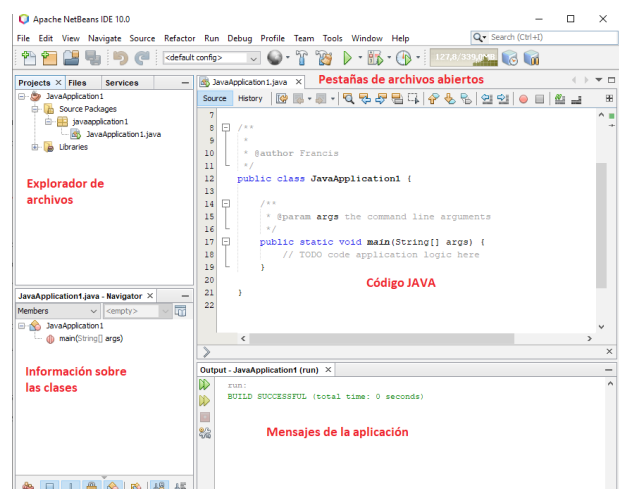 Apache NetBeans IDE 10.0
File Edit View Navigate Source Refactor Run Debug Profile Team Tools Window Help
Search (Ctrl+I)
<default config>
127,8/339,0MB
Projects Files Services
JavaApplication1
Source Packages
javaapplication1
JavaApplication1.java
Libraries
Explorador de
archivos
JavaApplication1.java - Navigator
Members <empty>
JavaApplication1
main(String[] args)
Información sobre
las clases
JavaApplication1.java
Pestañas de archivos abiertos
Source History
7
8 /**
9 *
10 * @author Francis
11 */
12 public class JavaApplication1 {
13
14 /**
15 * @param args the command line arguments
16 */
17 public static void main(String[] args) {
18 // TODO code application logic here
19 }
20
21 }
22
Código JAVA
Output - JavaApplication1 (run)
run:
BUILD SUCCESSFUL (total time: 0 seconds)
Mensajes de la aplicación